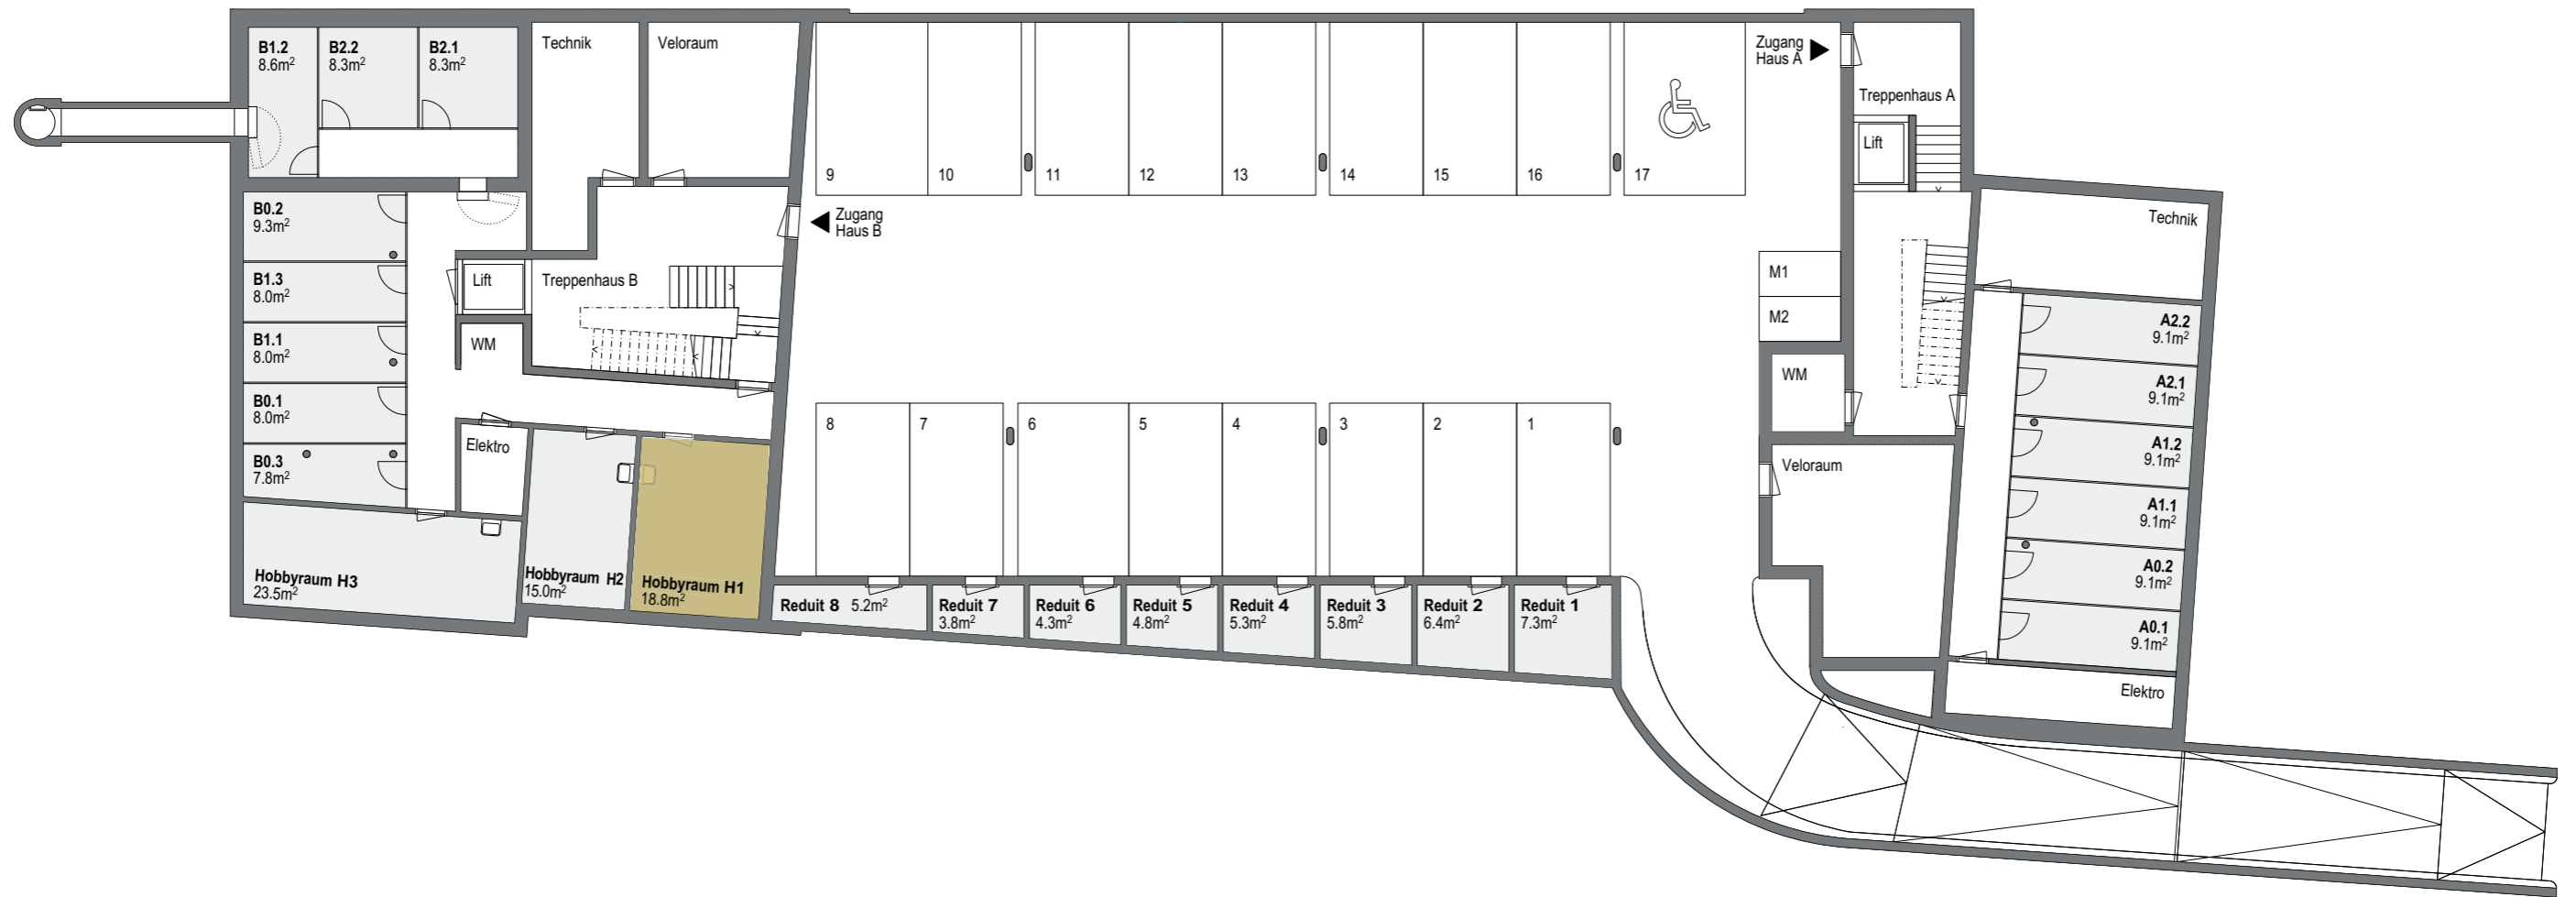 B1.2
8.6m²
B2.2
8.3m²
B2.1
8.3m²
Technik
Veloraum
9
10
11
12
13
14
15
16
17
Zugang
Haus A
Treppenhaus A
Lift
B0.2
9.3m²
B1.3
8.0m²
B1.1
8.0m²
B0.1
8.0m²
B0.3
7.8m²
Lift
Treppenhaus B
WM
Elektro
Zugang
Haus B
M1
M2
WM
Veloraum
Technik
A2.2
9.1m²
A2.1
9.1m²
A1.2
9.1m²
A1.1
9.1m²
A0.2
9.1m²
A0.1
9.1m²
Elektro
8
7
6
5
4
3
2
1
Hobbyraum H3
23.5m²
Hobbyraum H2
15.0m²
Hobbyraum H1
18.8m²
Reduit 8 5.2m²
Reduit 7
3.8m²
Reduit 6
4.3m²
Reduit 5
4.8m²
Reduit 4
5.3m²
Reduit 3
5.8m²
Reduit 2
6.4m²
Reduit 1
7.3m²